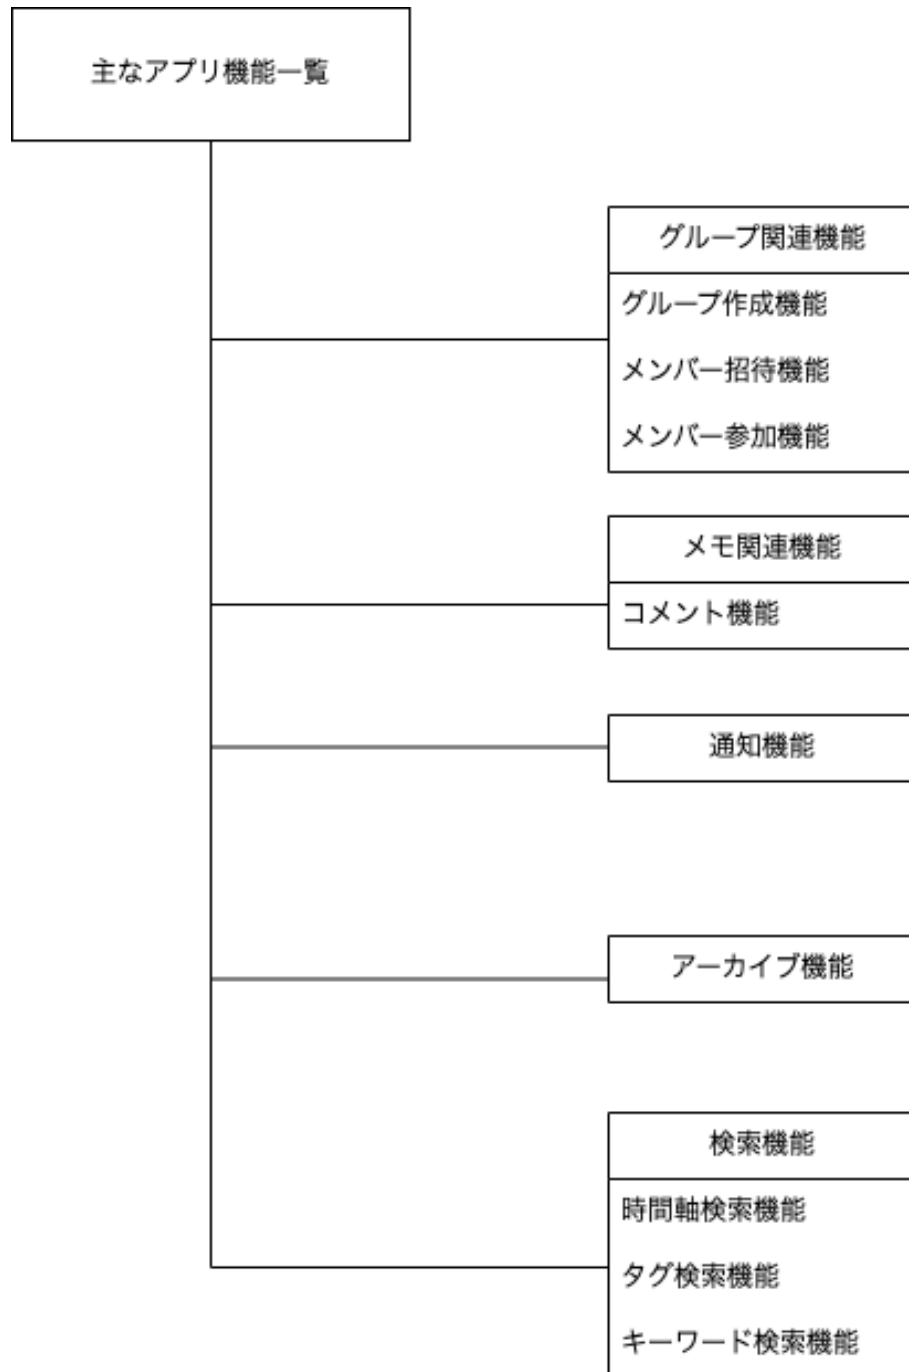 主なアプリ機能一覧
グループ関連機能
グループ作成機能
メンバー招待機能
メンバー参加機能
メモ関連機能
コメント機能
通知機能
アーカイブ機能
検索機能
時間軸検索機能
タグ検索機能
キーワード検索機能